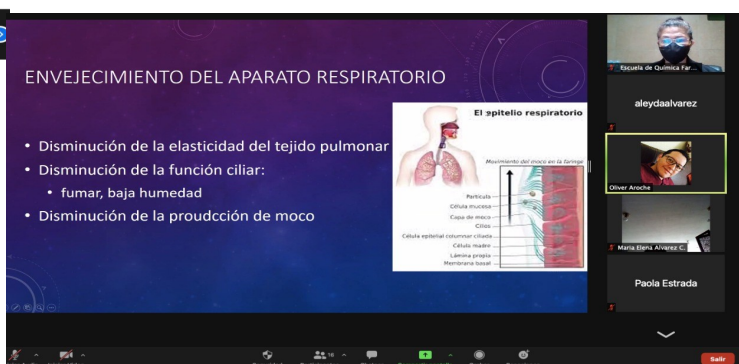 ENVEJECIMIENTO DEL APARATO RESPIRATORIO
• Disminución de la elasticidad del tejido pulmonar
• Disminución de la función ciliar:
• fumar, baja humedad
• Disminución de la proudcción de moco
El epitelio respiratorio
Movimiento del moco en la faringe
Partícula
Célula mucosa
Capa de moco
Cilios
Célula epitelial columnar ciliada
Célula madre
Lámina propia
Membrana basal
Escuela de Química Far...
aleydaalvarez
Oliver Aroche
Maria Elena Alvarez C.
Paola Estrada
16
Salir